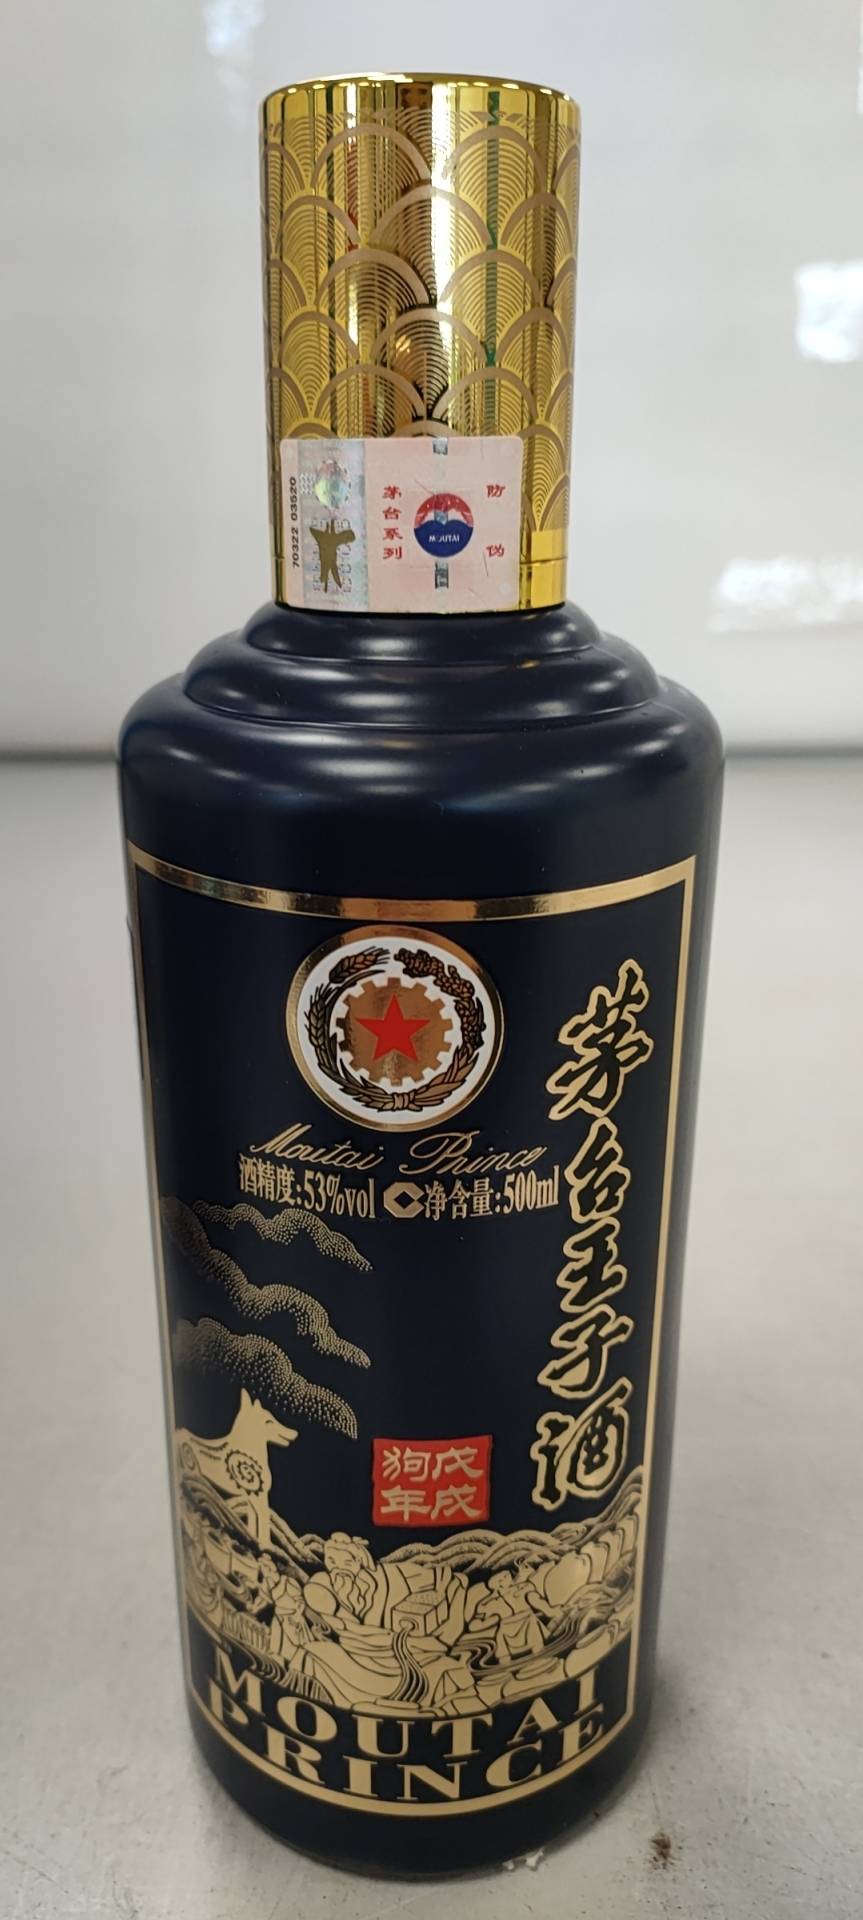 70322 03520
茅台系列
MOUTAI
防伪
茅台王子酒
Moutai Prince
酒精度:53%vol 净含量:500ml
戊戌
狗年
MOUTAI
PRINCE